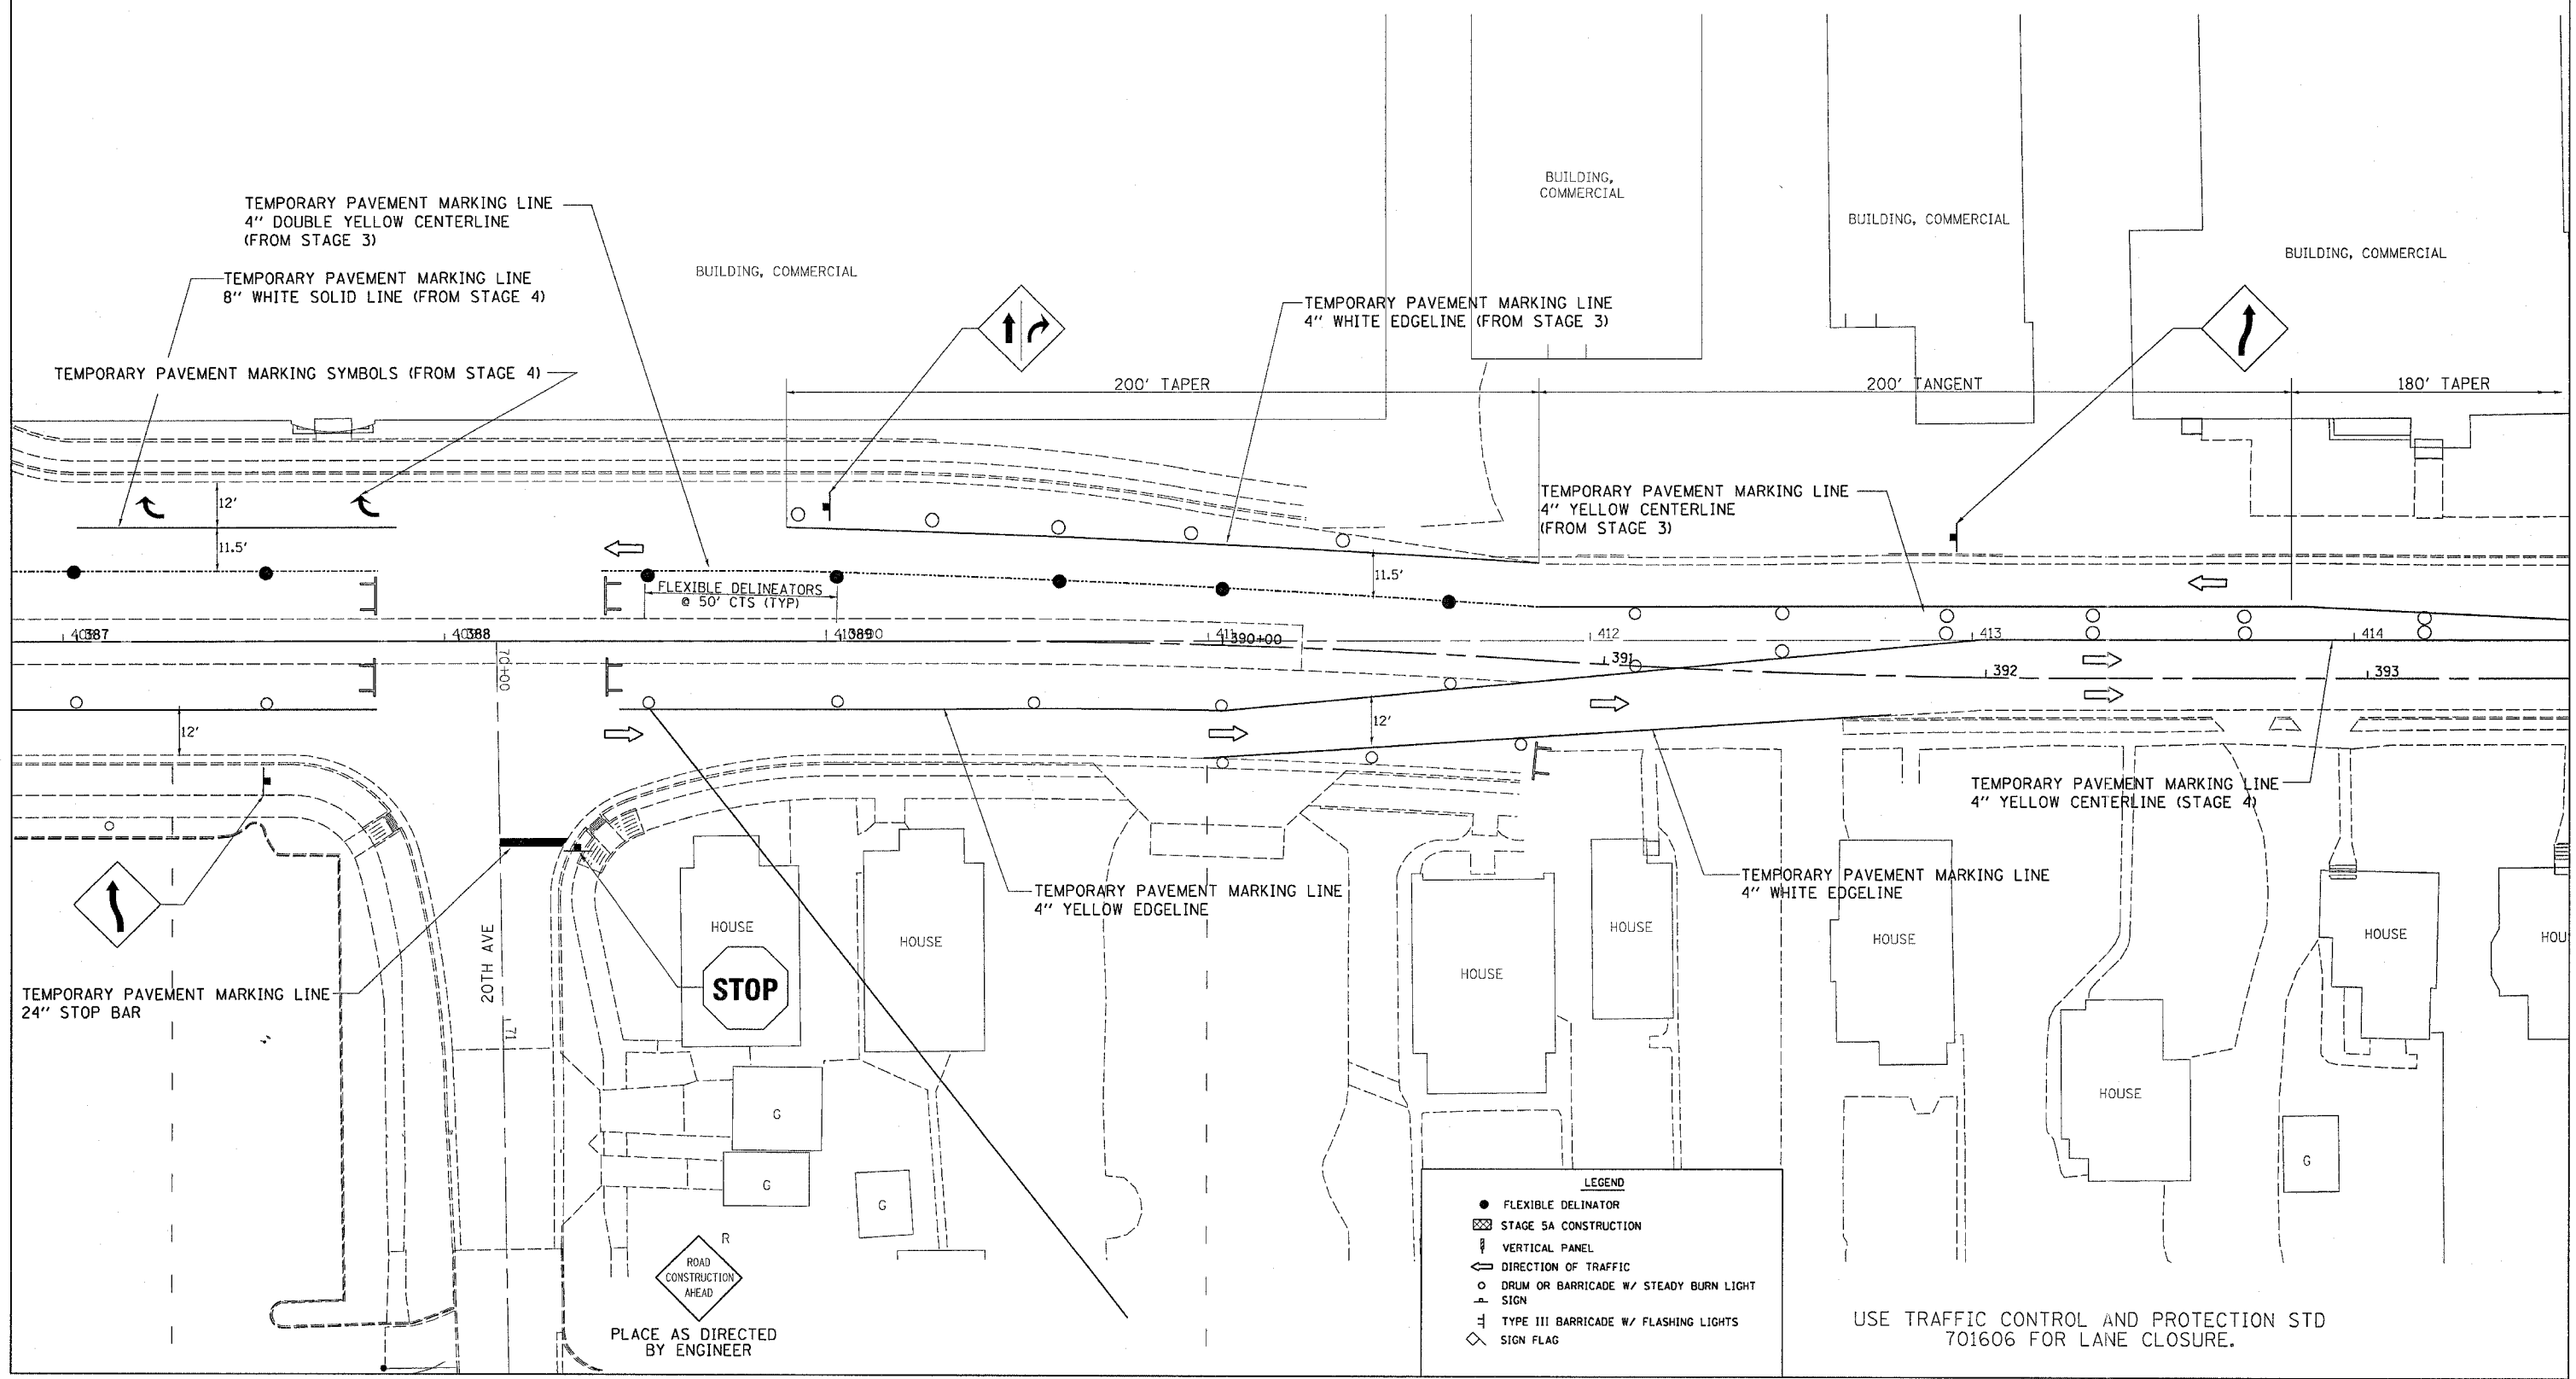 TEMPORARY PAVEMENT MARKING LINE
4" DOUBLE YELLOW CENTERLINE
(FROM STAGE 3)
TEMPORARY PAVEMENT MARKING LINE
8" WHITE SOLID LINE (FROM STAGE 4)
TEMPORARY PAVEMENT MARKING SYMBOLS (FROM STAGE 4)
BUILDING, COMMERCIAL
BUILDING,
COMMERCIAL
BUILDING, COMMERCIAL
BUILDING, COMMERCIAL
TEMPORARY PAVEMENT MARKING LINE
4" WHITE EDGELINE (FROM STAGE 3)
200' TAPER
200' TANGENT
180' TAPER
12'
11.5'
TEMPORARY PAVEMENT MARKING LINE
4" YELLOW CENTERLINE
(FROM STAGE 3)
11.5'
FLEXIBLE DELINEATORS
@ 50' CTS (TYP)
387
388
389
411
390+00
412
413
414
391
392
393
70+00
12'
12'
TEMPORARY PAVEMENT MARKING LINE
4" YELLOW CENTERLINE (STAGE 4)
TEMPORARY PAVEMENT MARKING LINE
4" YELLOW EDGELINE
TEMPORARY PAVEMENT MARKING LINE
4" WHITE EDGELINE
20TH AVE
71
TEMPORARY PAVEMENT MARKING LINE
24" STOP BAR
HOUSE
STOP
HOUSE
HOUSE
HOUSE
HOUSE
HOUSE
HOUSE
HOU
G
G
G
G
R
ROAD
CONSTRUCTION
AHEAD
PLACE AS DIRECTED
BY ENGINEER
LEGEND
FLEXIBLE DELINATOR
STAGE 5A CONSTRUCTION
VERTICAL PANEL
DIRECTION OF TRAFFIC
DRUM OR BARRICADE W/ STEADY BURN LIGHT
SIGN
TYPE III BARRICADE W/ FLASHING LIGHTS
SIGN FLAG
USE TRAFFIC CONTROL AND PROTECTION STD
701606 FOR LANE CLOSURE.